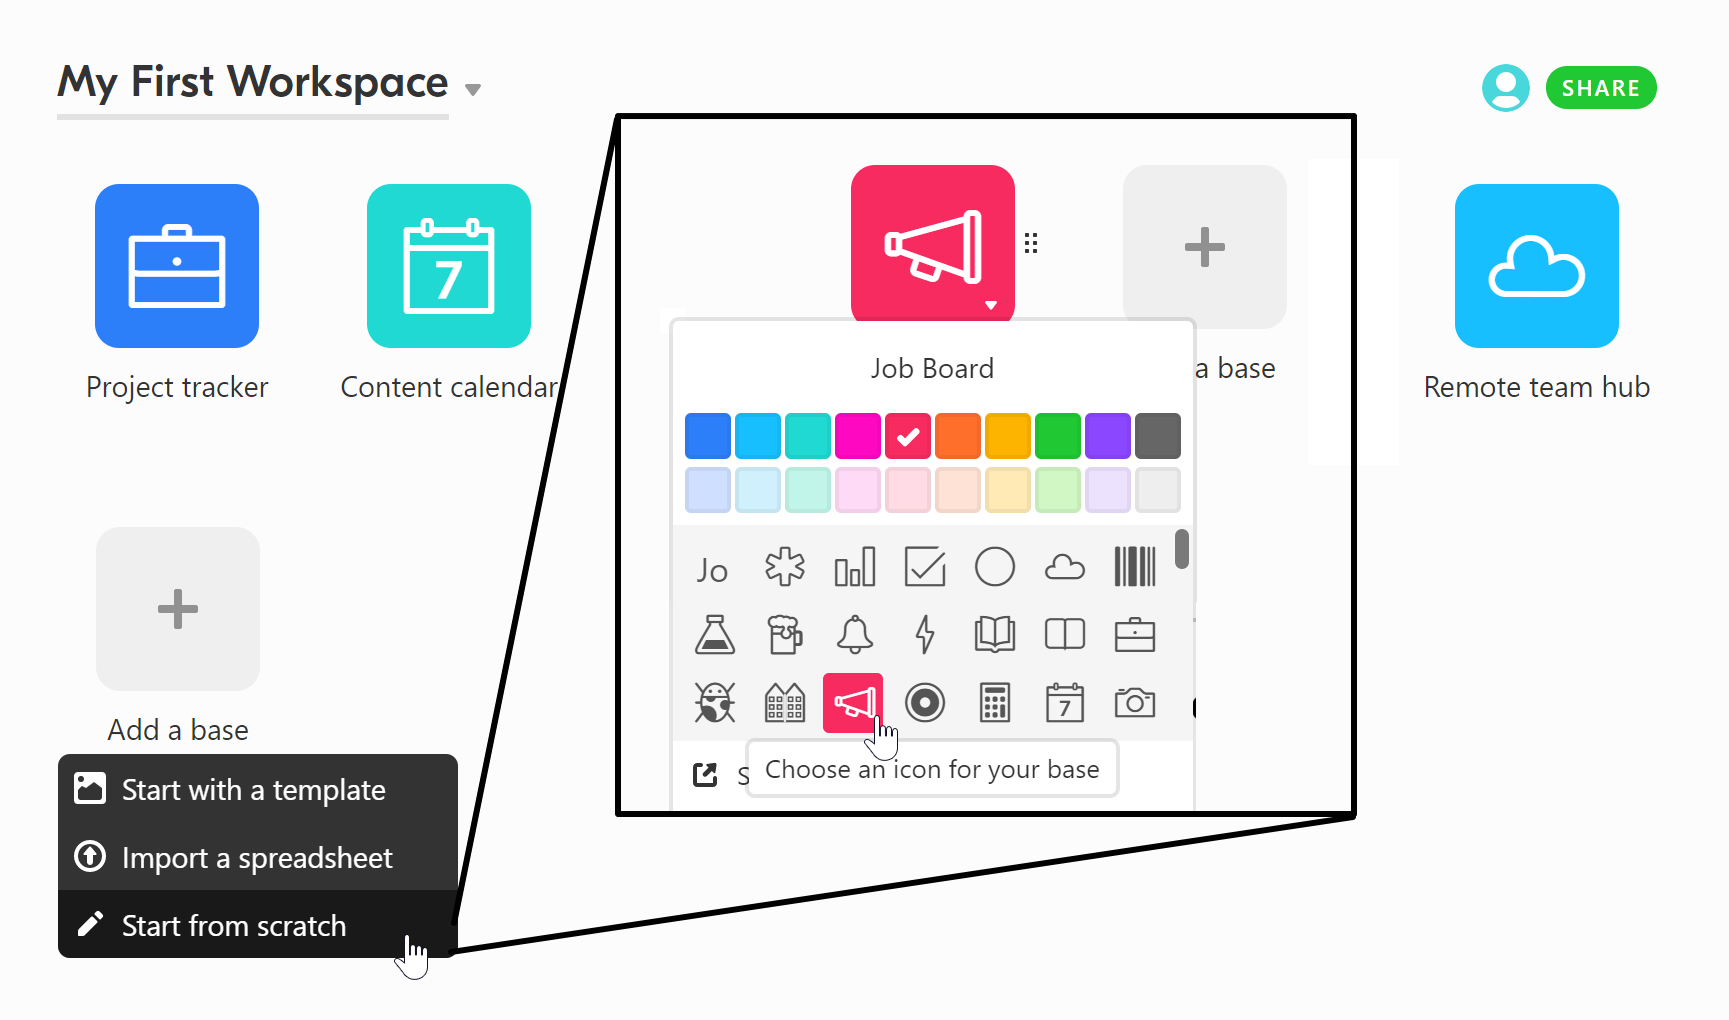 My First Workspace
SHARE
7
Project tracker
Content calendar
a base
Remote team hub
Job Board
Jo
7
Add a base
Start with a template
Import a spreadsheet
Start from scratch
S
Choose an icon for your base